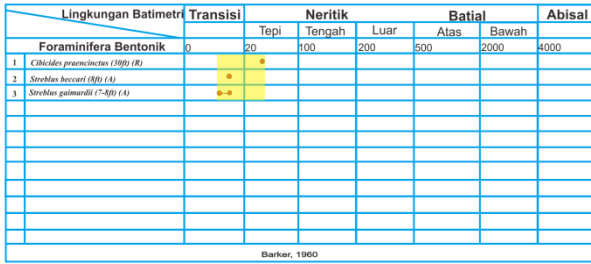 Lingkungan Batimetri Transisi Neritik Batial Abisal
Tepi Tengah Luar Atas Bawah
Foraminifera Bentonik 0 20 100 200 500 2000 4000
1 Cibicides praencinctus (30ft) (R)
2 Streblus beccari (8ft) (A)
3 Streblus gaimardii (7-8ft) (A)
Barker, 1960